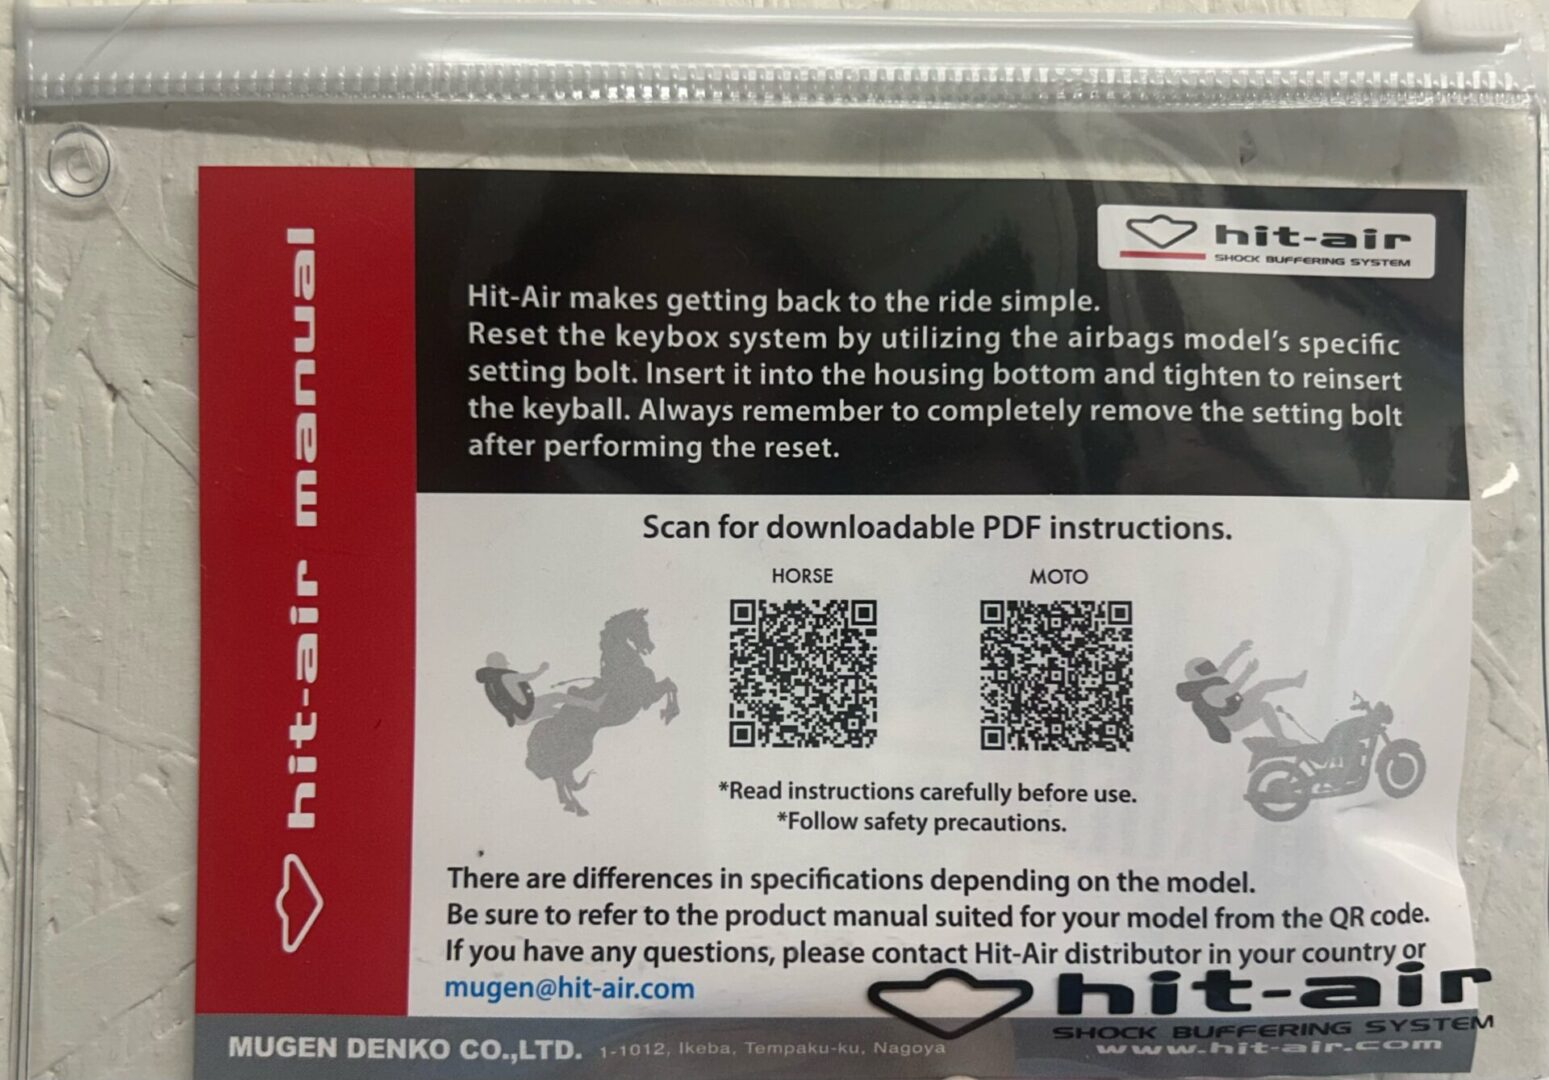 hit-air manual
hit-air
SHOCK BUFFERING SYSTEM
Hit-Air makes getting back to the ride simple.
Reset the keybox system by utilizing the airbags model's specific
setting bolt. Insert it into the housing bottom and tighten to reinsert
the keyball. Always remember to completely remove the setting bolt
after performing the reset.
Scan for downloadable PDF instructions.
HORSE MOTO
*Read instructions carefully before use.
*Follow safety precautions.
There are differences in specifications depending on the model.
Be sure to refer to the product manual suited for your model from the QR code.
If you have any questions, please contact Hit-Air distributor in your country or
mugen@hit-air.com
hit-air
SHOCK BUFFERING SYSTEM
www.hit-air.com
MUGEN DENKO CO.,LTD. 1-1012, Ikeba, Tempaku-ku, Nagoya